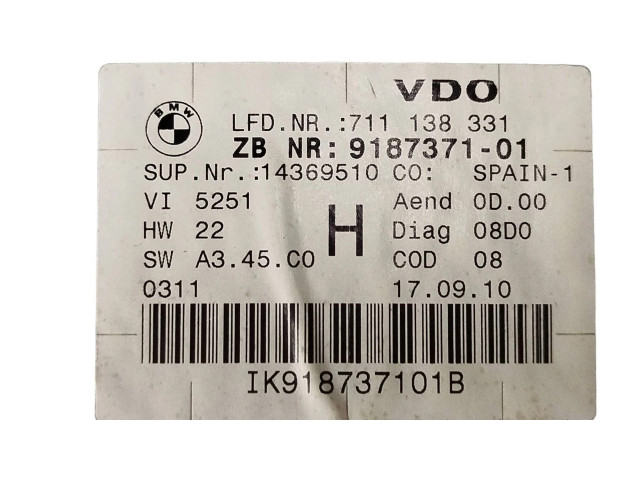 VDO
BMW
LFD.NR.:711 138 331
ZB NR: 9187371-01
SUP.Nr.:14369510 CO: SPAIN-1
VI 5251 Aend 0D.00
HW 22 H Diag 08D0
SW A3.45.C0 COD 08
0311 17.09.10
IK918737101B